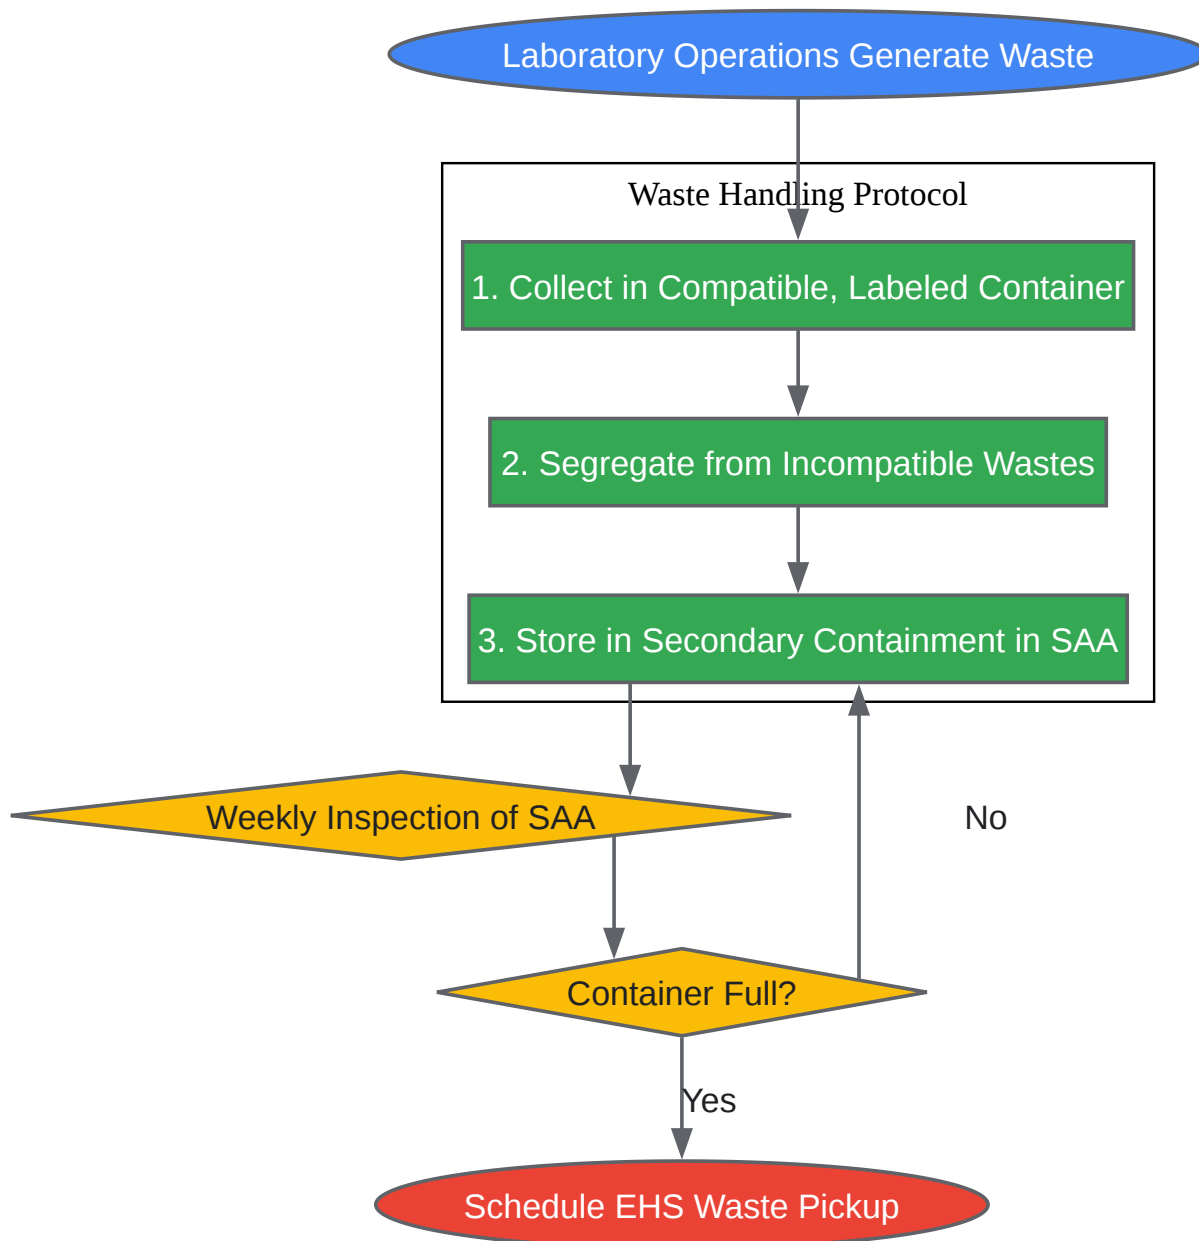 Laboratory Operations Generate Waste
Waste Handling Protocol
1. Collect in Compatible, Labeled Container
2. Segregate from Incompatible Wastes
3. Store in Secondary Containment in SAA
Weekly Inspection of SAA
No
Container Full?
Yes
Schedule EHS Waste Pickup